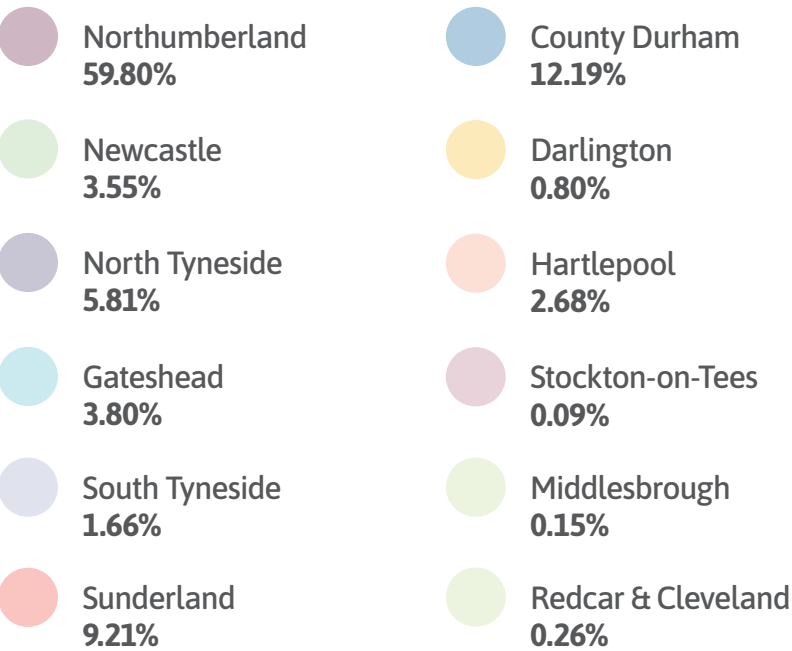 Northumberland
59.80%
Newcastle
3.55%
North Tyneside
5.81%
Gateshead
3.80%
South Tyneside
1.66%
Sunderland
9.21%
County Durham
12.19%
Darlington
0.80%
Hartlepool
2.68%
Stockton-on-Tees
0.09%
Middlesbrough
0.15%
Redcar & Cleveland
0.26%